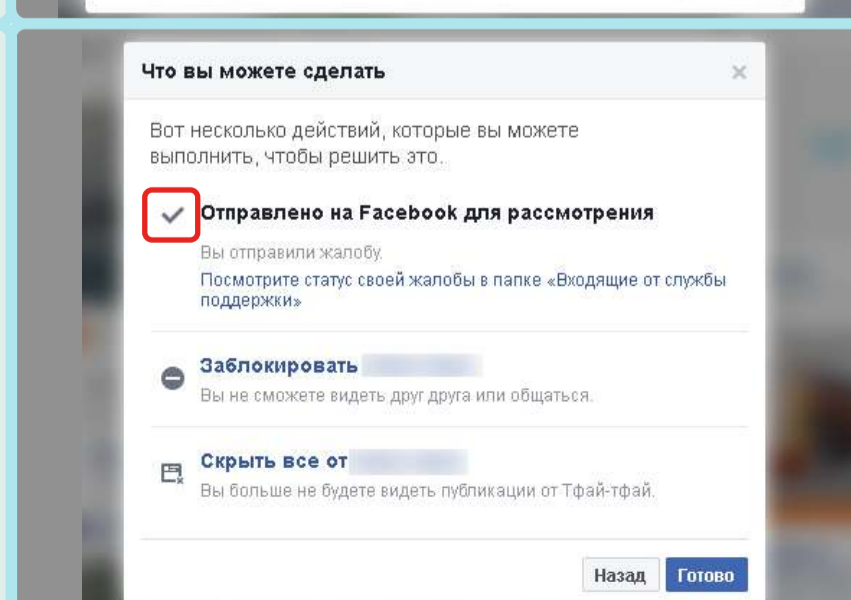 Что вы можете сделать
Вот несколько действий, которые вы можете
выполнить, чтобы решить это.
Отправлено на Facebook для рассмотрения
Вы отправили жалобу.
Посмотрите статус своей жалобы в папке «Входящие от службы
поддержки»
Заблокировать
Вы не сможете видеть друг друга или общаться.
Скрыть все от
Вы больше не будете видеть публикации от Тфай-тфай.
Назад Готово